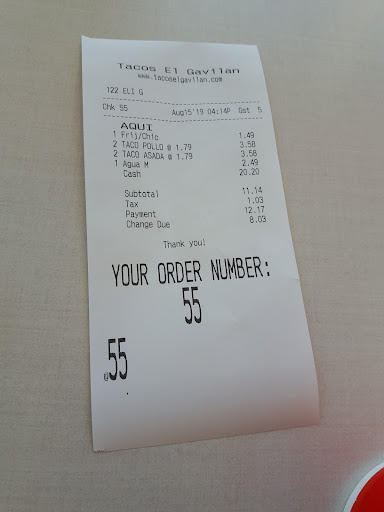 Tacos El Gavilan
www.tacoselgavilan.com
122 ELI G
Chk 55 Aug15'19 04:14P Gst 5
AQUI
1 Frij/Chic 1.49
2 TACO POLLO @ 1.79 3.58
2 TACO ASADA @ 1.79 3.58
1 Agua M 2.49
Cash 20.20
Subtotal 11.14
Tax 1.03
Payment 12.17
Change Due 8.03
Thank you!
YOUR ORDER NUMBER:
55
@55